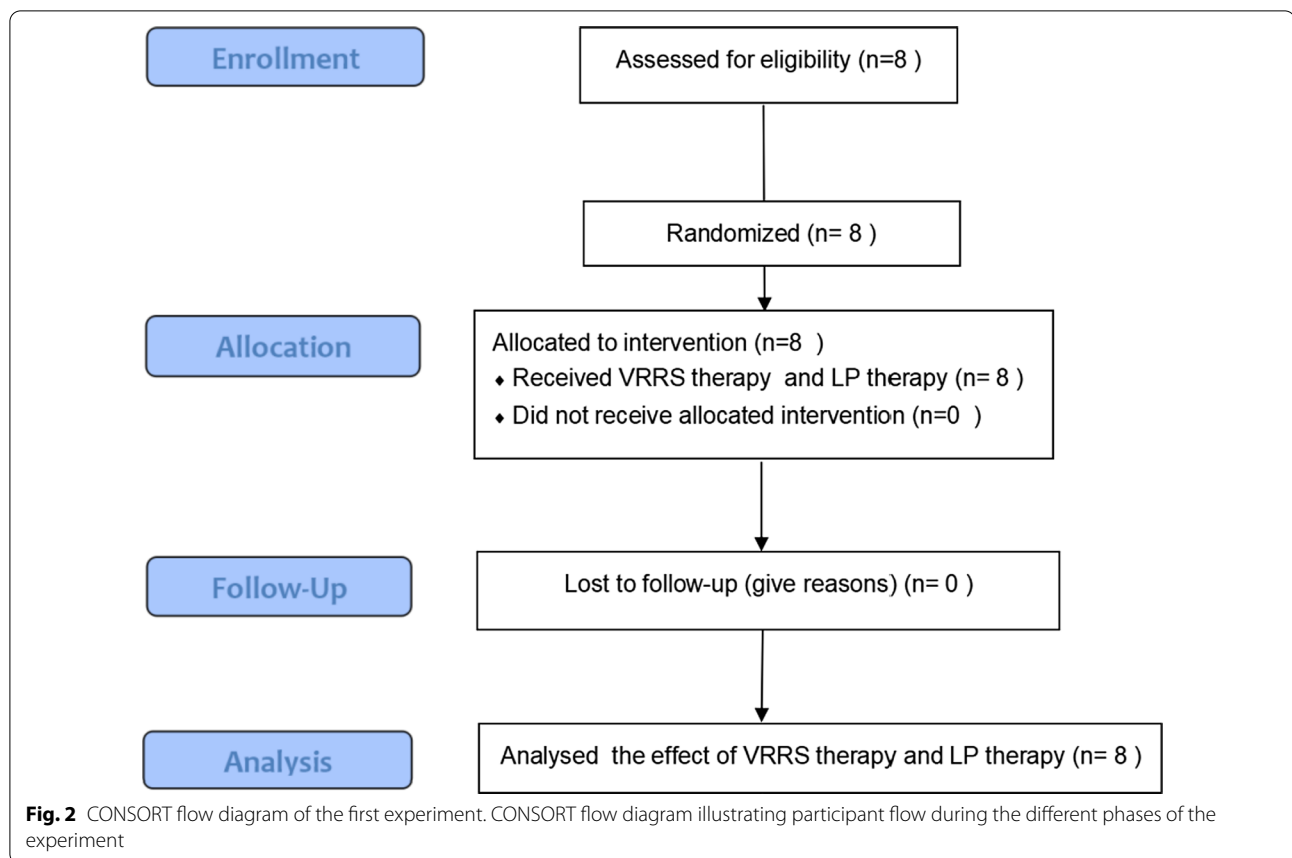 Enrollment
Assessed for eligibility (n=8 )
Randomized (n= 8 )
Allocation
Allocated to intervention (n=8  )
♦ Received VRRS therapy  and LP therapy (n= 8 )
♦ Did not receive allocated intervention (n=0  )
Follow-Up
Lost to follow-up (give reasons) (n= 0 )
Analysis
Analysed  the effect of VRRS therapy and LP therapy (n= 8 )
Fig. 2  CONSORT flow diagram of the first experiment. CONSORT flow diagram illustrating participant flow during the different phases of the
experiment